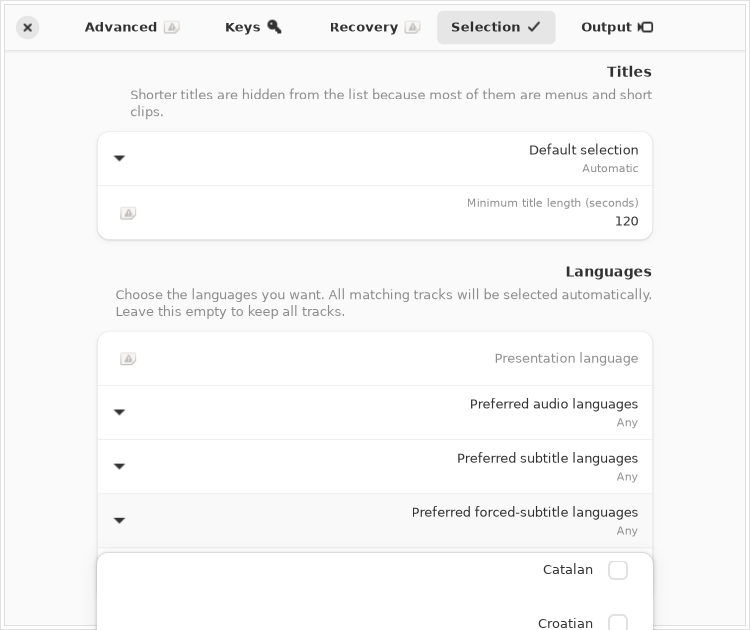 Advanced
Keys
Recovery
Selection
Output
Titles
Shorter titles are hidden from the list because most of them are menus and short
clips.
Default selection
Automatic
Minimum title length (seconds)
120
Languages
Choose the languages you want. All matching tracks will be selected automatically.
Leave this empty to keep all tracks.
Presentation language
Preferred audio languages
Any
Preferred subtitle languages
Any
Preferred forced-subtitle languages
Any
Catalan
Croatian